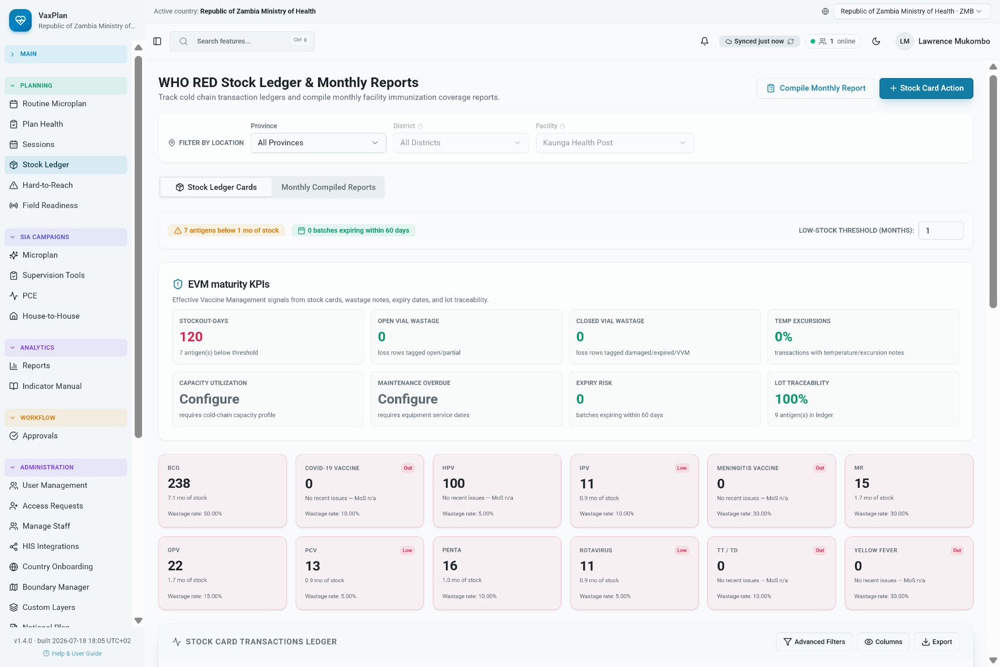 VaxPlan
Republic of Zambia Ministry of...
MAIN
PLANNING
Routine Microplan
Plan Health
Sessions
Stock Ledger
Hard-to-Reach
Field Readiness
SIA CAMPAIGNS
Microplan
Supervision Tools
PCE
House-to-House
ANALYTICS
Reports
Indicator Manual
WORKFLOW
Approvals
ADMINISTRATION
User Management
Access Requests
Manage Staff
HIS Integrations
Country Onboarding
Boundary Manager
Custom Layers
National Plan
v1.4.0 · built 2026-07-18 18:05 UTC+02
Help & User Guide
Active country: Republic of Zambia Ministry of Health
Republic of Zambia Ministry of Health · ZMB
Search features... Ctrl K
Synced just now
1 online
LM Lawrence Mukombo
WHO RED Stock Ledger & Monthly Reports
Track cold chain transaction ledgers and compile monthly facility immunization coverage reports.
Compile Monthly Report
+ Stock Card Action
FILTER BY LOCATION
Province
All Provinces
District
All Districts
Facility
Kaunga Health Post
Stock Ledger Cards
Monthly Compiled Reports
7 antigens below 1 mo of stock
0 batches expiring within 60 days
LOW-STOCK THRESHOLD (MONTHS): 1
EVM maturity KPIs
Effective Vaccine Management signals from stock cards, wastage notes, expiry dates, and lot traceability.
STOCKOUT-DAYS
120
7 antigen(s) below threshold
OPEN VIAL WASTAGE
0
loss rows tagged open/partial
CLOSED VIAL WASTAGE
0
loss rows tagged damaged/expired/VVM
TEMP EXCURSIONS
0%
transactions with temperature/excursion notes
CAPACITY UTILIZATION
Configure
requires cold-chain capacity profile
MAINTENANCE OVERDUE
Configure
requires equipment service dates
EXPIRY RISK
0
batches expiring within 60 days
LOT TRACEABILITY
100%
9 antigen(s) in ledger
BCG
238
7.1 mo of stock
Wastage rate: 50.00%
COVID-19 VACCINE Out
0
No recent issues — MoS n/a
Wastage rate: 10.00%
HPV
100
No recent issues — MoS n/a
Wastage rate: 5.00%
IPV Low
11
0.9 mo of stock
Wastage rate: 10.00%
MENINGITIS VACCINE Out
0
No recent issues — MoS n/a
Wastage rate: 30.00%
MR
15
1.7 mo of stock
Wastage rate: 30.00%
OPV
22
1.7 mo of stock
Wastage rate: 15.00%
PCV Low
13
0.9 mo of stock
Wastage rate: 5.00%
PENTA
16
1.0 mo of stock
Wastage rate: 10.00%
ROTAVIRUS Low
11
0.9 mo of stock
Wastage rate: 5.00%
TT / TD Out
0
No recent issues — MoS n/a
Wastage rate: 10.00%
YELLOW FEVER Out
0
No recent issues — MoS n/a
Wastage rate: 30.00%
STOCK CARD TRANSACTIONS LEDGER
Advanced Filters
Columns
Export